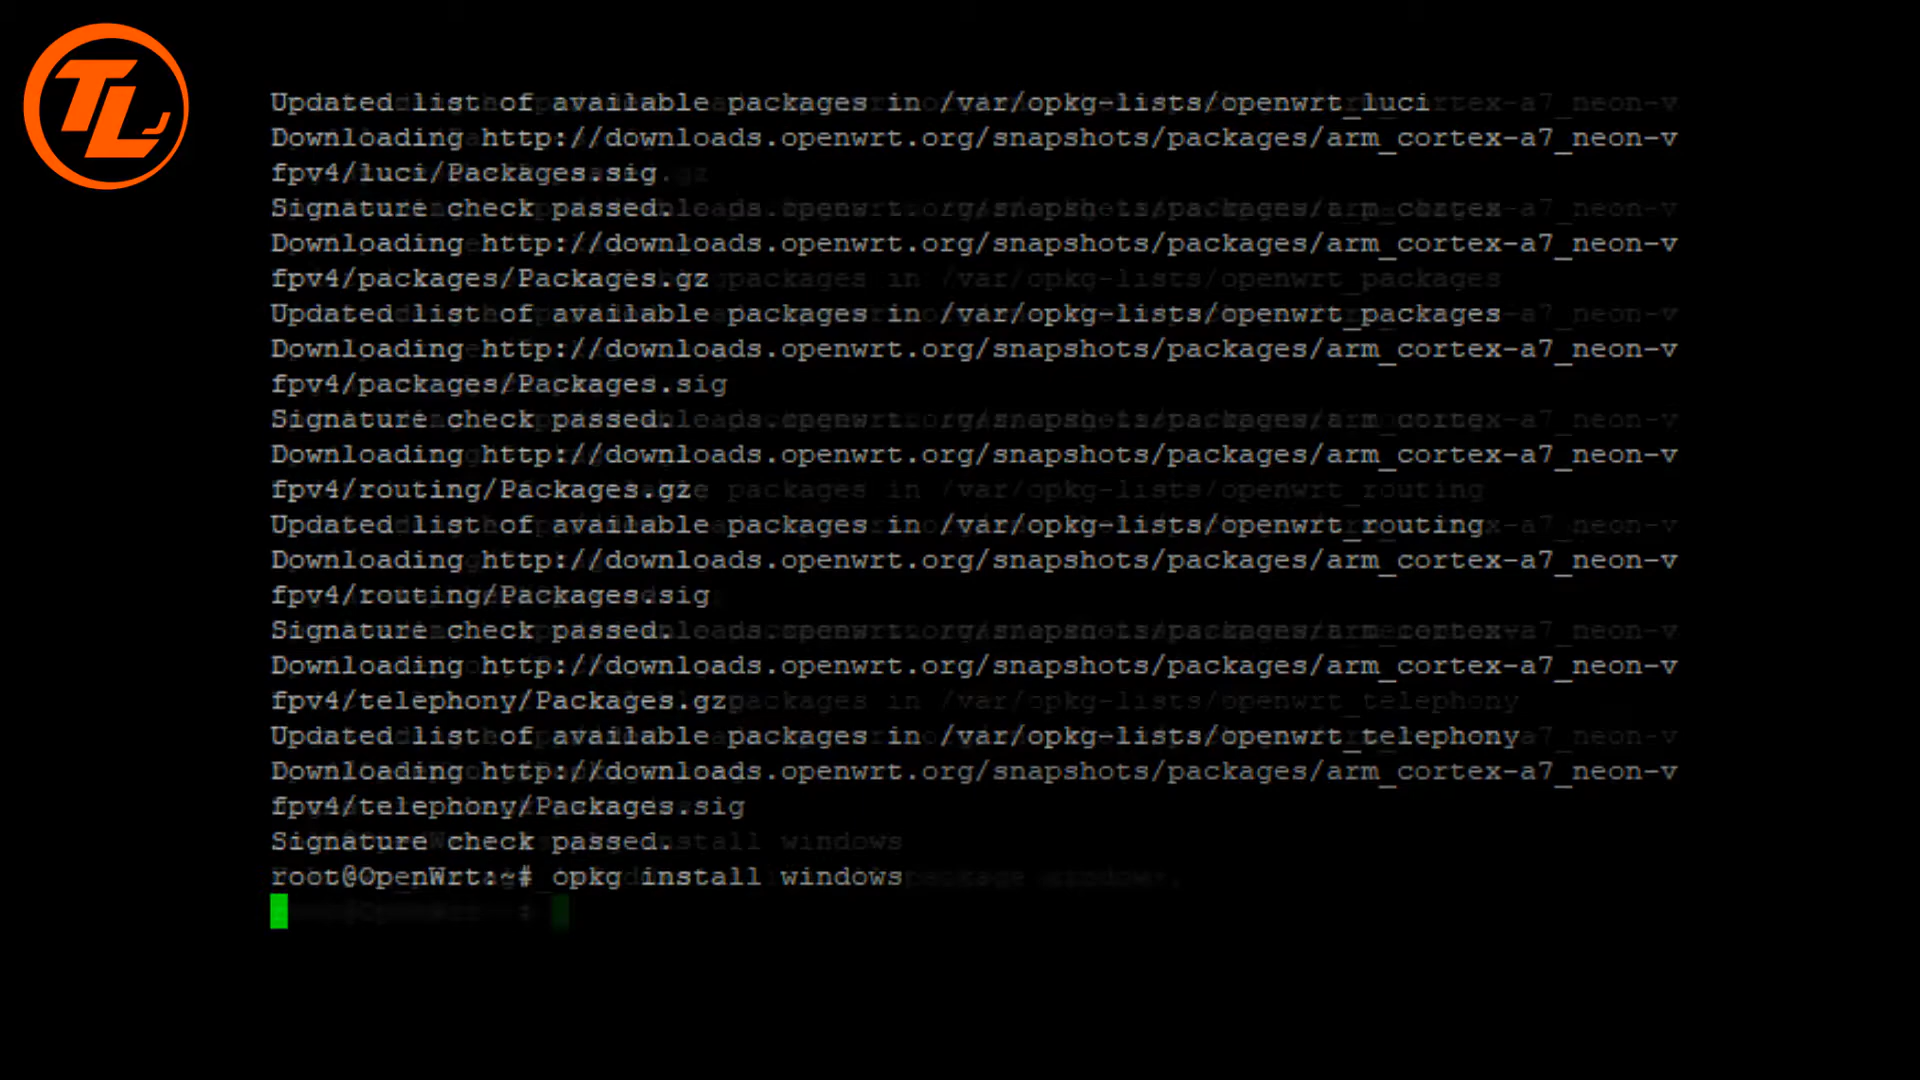 TL
Updated list of available packages in /var/opkg-lists/openwrt_luci
Downloading http://downloads.openwrt.org/snapshots/packages/arm_cortex-a7_neon-v
fpv4/luci/Packages.sig
Signature check passed.
Downloading http://downloads.openwrt.org/snapshots/packages/arm_cortex-a7_neon-v
fpv4/packages/Packages.gz
Updated list of available packages in /var/opkg-lists/openwrt_packages
Downloading http://downloads.openwrt.org/snapshots/packages/arm_cortex-a7_neon-v
fpv4/packages/Packages.sig
Signature check passed.
Downloading http://downloads.openwrt.org/snapshots/packages/arm_cortex-a7_neon-v
fpv4/routing/Packages.gz
Updated list of available packages in /var/opkg-lists/openwrt_routing
Downloading http://downloads.openwrt.org/snapshots/packages/arm_cortex-a7_neon-v
fpv4/routing/Packages.sig
Signature check passed.
Downloading http://downloads.openwrt.org/snapshots/packages/arm_cortex-a7_neon-v
fpv4/telephony/Packages.gz
Updated list of available packages in /var/opkg-lists/openwrt_telephony
Downloading http://downloads.openwrt.org/snapshots/packages/arm_cortex-a7_neon-v
fpv4/telephony/Packages.sig
Signature check passed.
root@OpenWrt:~# opkg install windows